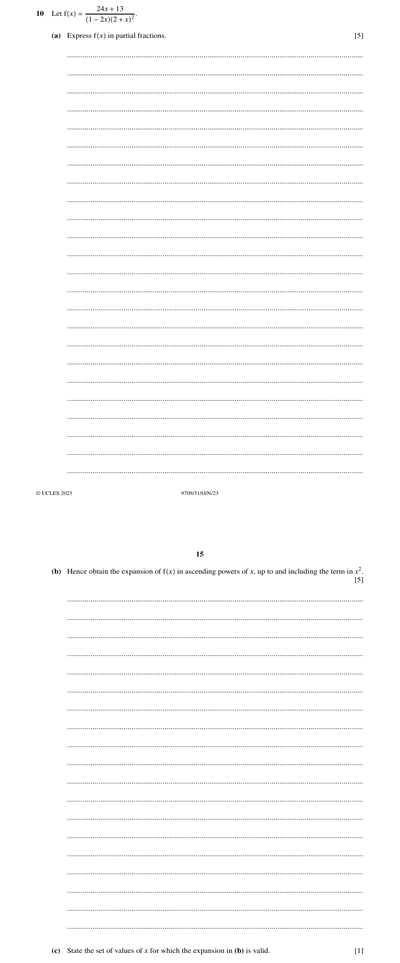 10 Let f(x) = (24x + 13) / ((1 − 2x)(2 + x)²).
(a) Express f(x) in partial fractions. [5]
© UCLES 2023 9709/31/O/N/23
15
(b) Hence obtain the expansion of f(x) in ascending powers of x, up to and including the term in x².
[5]
(c) State the set of values of x for which the expansion in (b) is valid. [1]